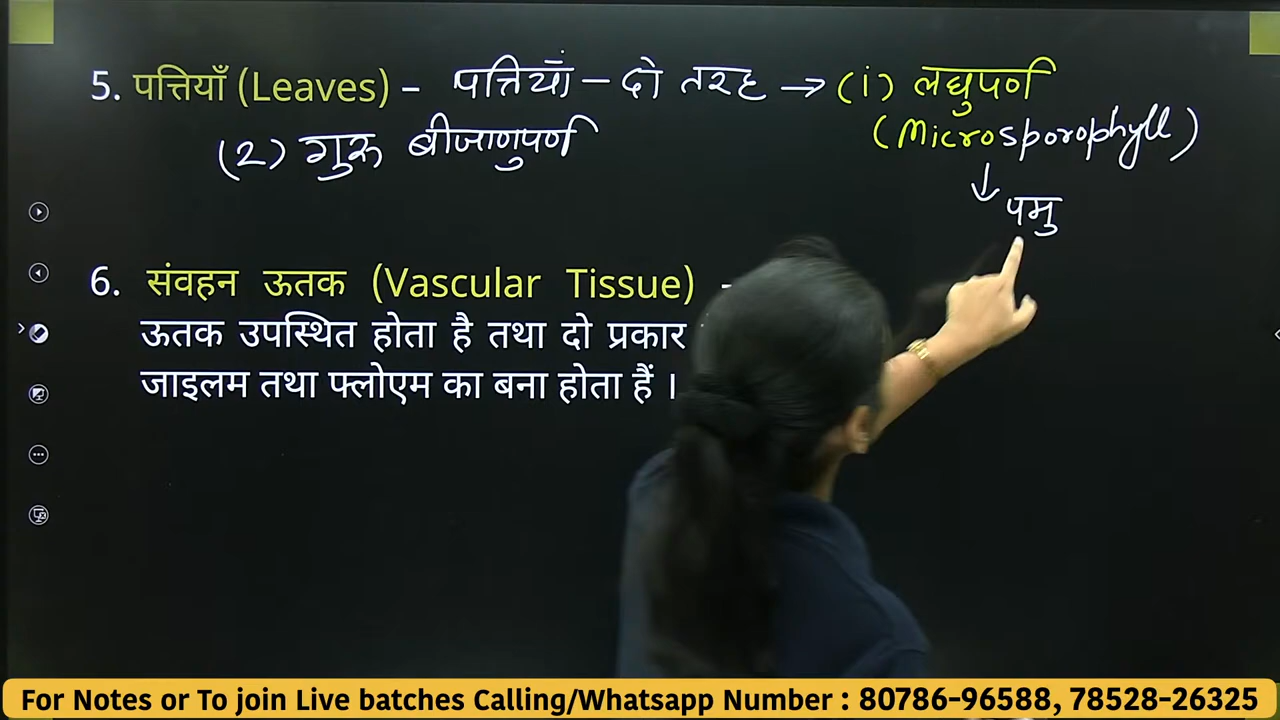 5. पत्तियाँ (Leaves) – पत्तियाँ – दो तरह → (i) लघुपर्ण
(Microsporophyll)
(2) गुरु बीजाणुपर्ण
↓
पमु
6. संवहन ऊतक (Vascular Tissue) -
ऊतक उपस्थित होता है तथा दो प्रकार
जाइलम तथा फ्लोएम का बना होता हैं ।
For Notes or To join Live batches Calling/Whatsapp Number : 80786-96588, 78528-26325